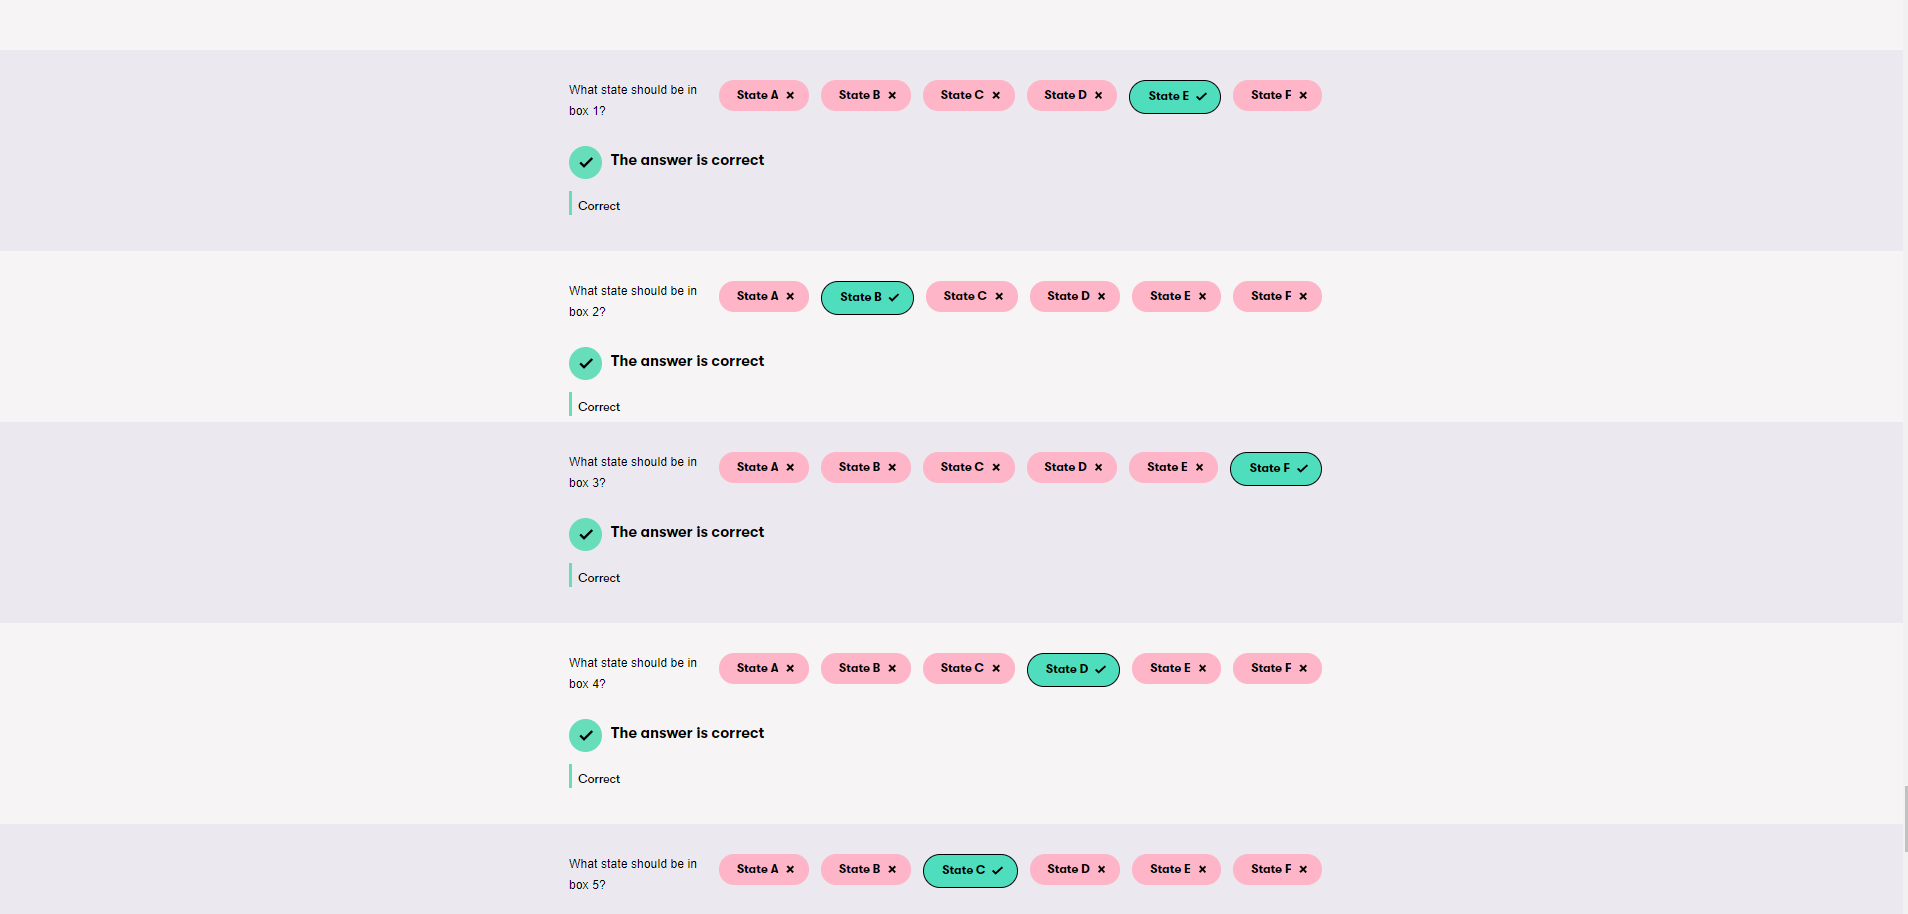 What state should be in
box 1?
State A
State B
State C
State D
State E
State F
The answer is correct
Correct
What state should be in
box 2?
State A
State B
State C
State D
State E
State F
The answer is correct
Correct
What state should be in
box 3?
State A
State B
State C
State D
State E
State F
The answer is correct
Correct
What state should be in
box 4?
State A
State B
State C
State D
State E
State F
The answer is correct
Correct
What state should be in
box 5?
State A
State B
State C
State D
State E
State F